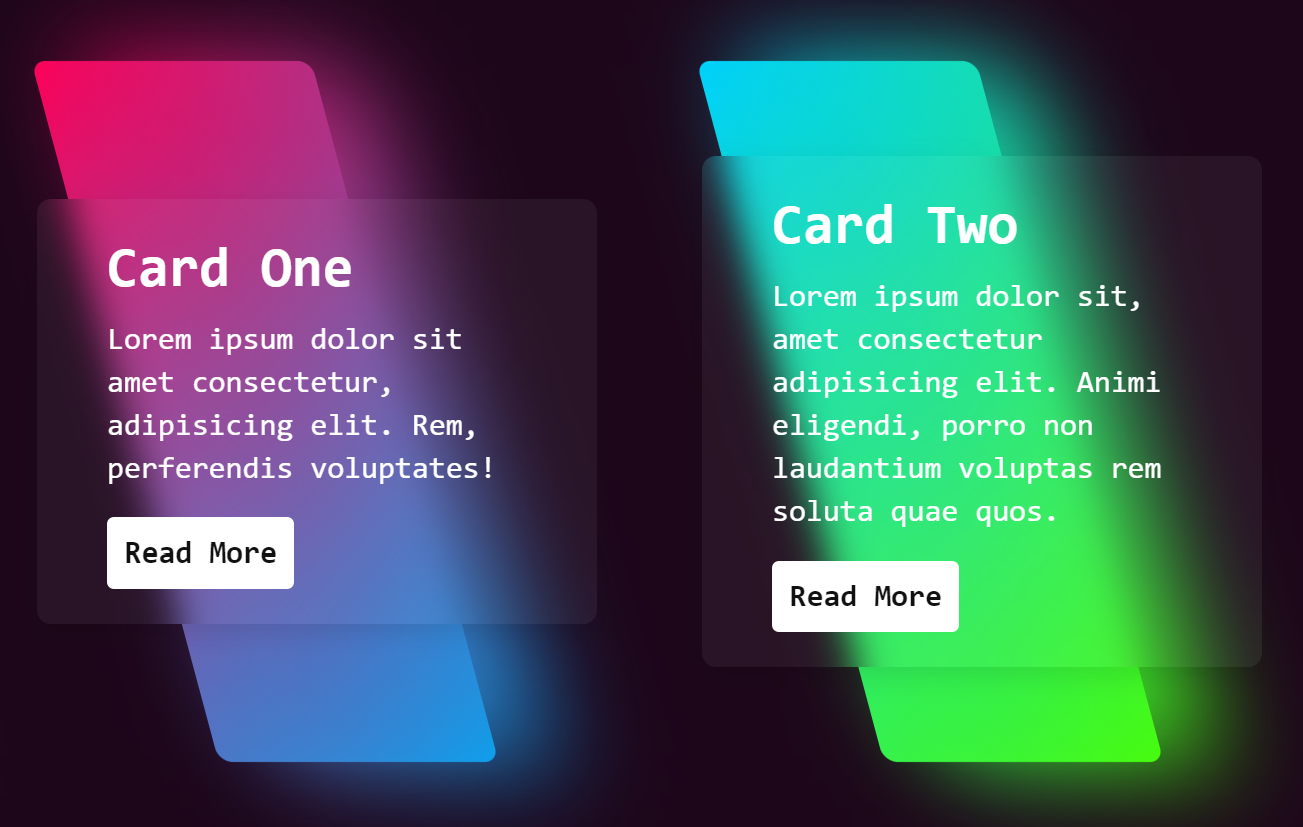 Card One
Lorem ipsum dolor sit
amet consectetur,
adipisicing elit. Rem,
perferendis voluptates!
Read More
Card Two
Lorem ipsum dolor sit,
amet consectetur
adipisicing elit. Animi
eligendi, porro non
laudantium voluptas rem
soluta quae quos.
Read More